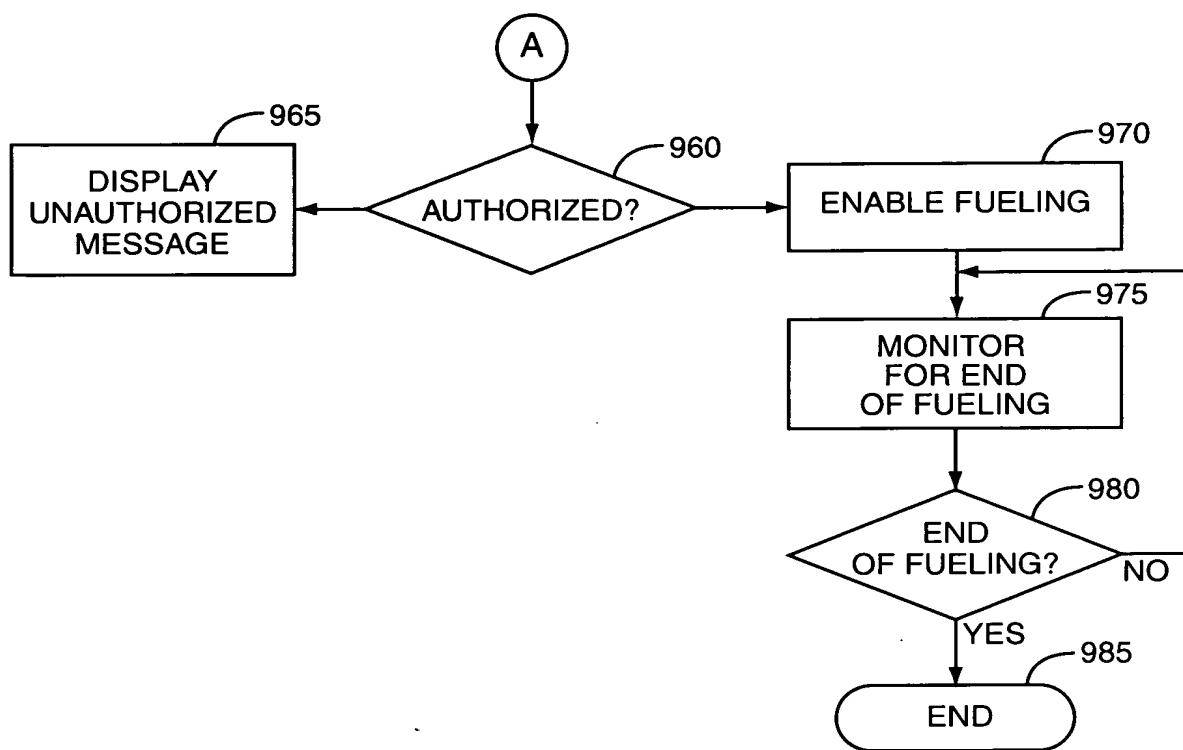 A
965
DISPLAY
UNAUTHORIZED
MESSAGE
960
AUTHORIZED?
970
ENABLE FUELING
975
MONITOR
FOR END
OF FUELING
980
END
OF FUELING?
NO
YES
985
END